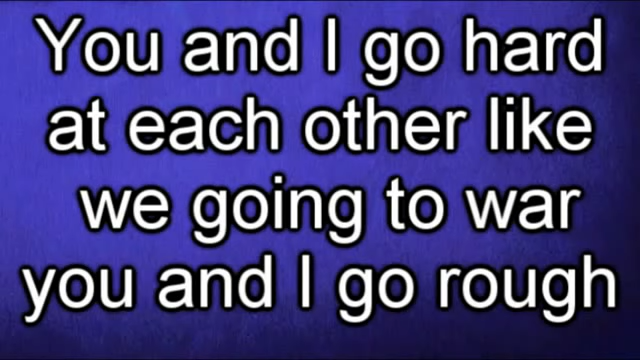 You and I go hard
at each other like
we going to war
you and I go rough